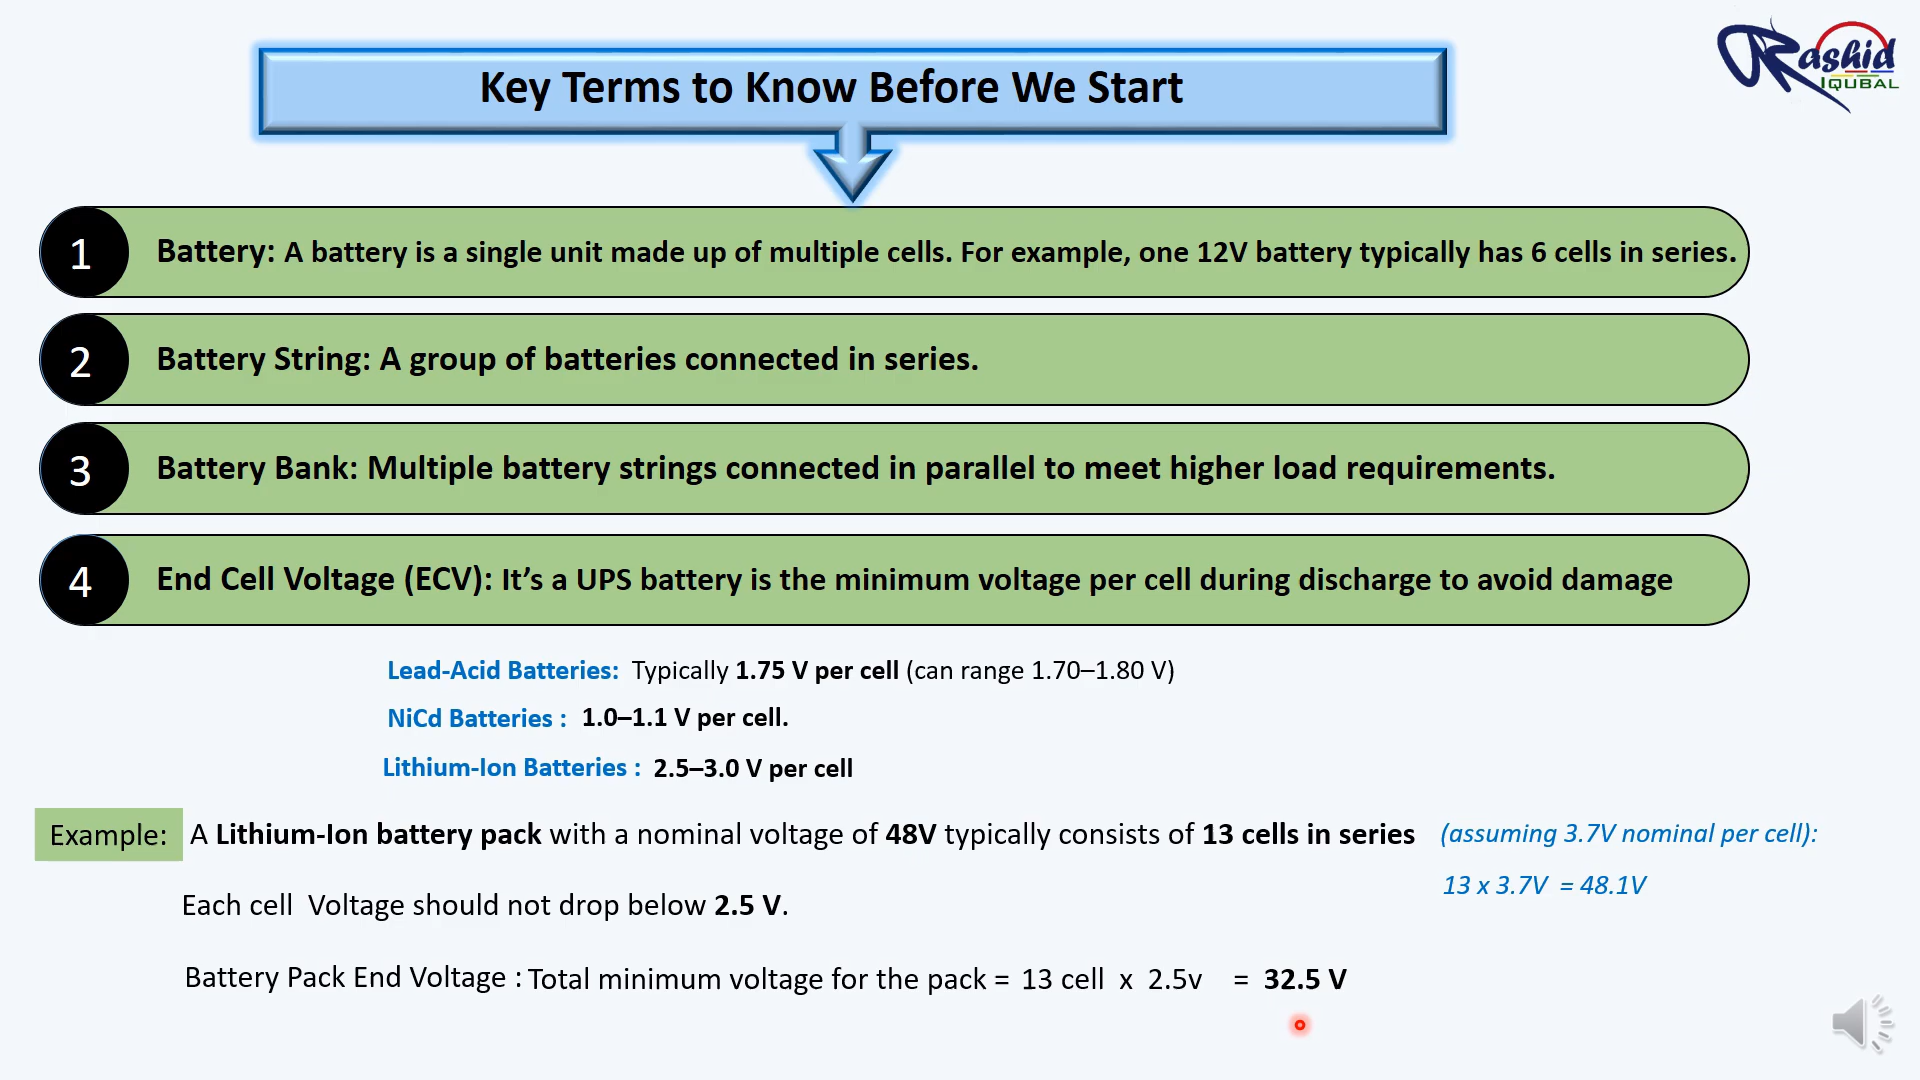 Rashid
IQUBAL
Key Terms to Know Before We Start
1 Battery: A battery is a single unit made up of multiple cells. For example, one 12V battery typically has 6 cells in series.
2 Battery String: A group of batteries connected in series.
3 Battery Bank: Multiple battery strings connected in parallel to meet higher load requirements.
4 End Cell Voltage (ECV): It’s a UPS battery is the minimum voltage per cell during discharge to avoid damage
Lead-Acid Batteries: Typically 1.75 V per cell (can range 1.70–1.80 V)
NiCd Batteries : 1.0–1.1 V per cell.
Lithium-Ion Batteries : 2.5–3.0 V per cell
Example: A Lithium-Ion battery pack with a nominal voltage of 48V typically consists of 13 cells in series (assuming 3.7V nominal per cell):
13 x 3.7V = 48.1V
Each cell Voltage should not drop below 2.5 V.
Battery Pack End Voltage : Total minimum voltage for the pack = 13 cell x 2.5v = 32.5 V